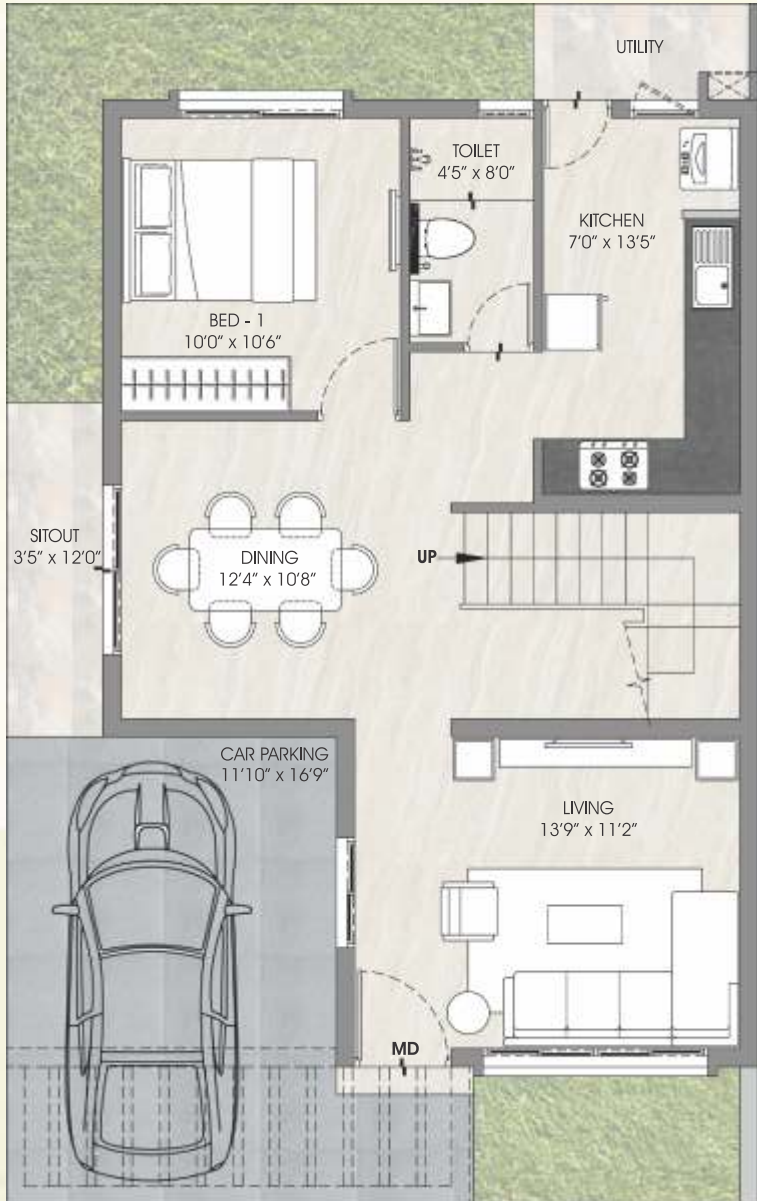 UTILITY
TOILET
4'5" x 8'0"
KITCHEN
7'0" x 13'5"
BED - 1
10'0" x 10'6"
SITOUT
3'5" x 12'0"
DINING
12'4" x 10'8"
UP
CAR PARKING
11'10" x 16'9"
LIVING
13'9" x 11'2"
MD